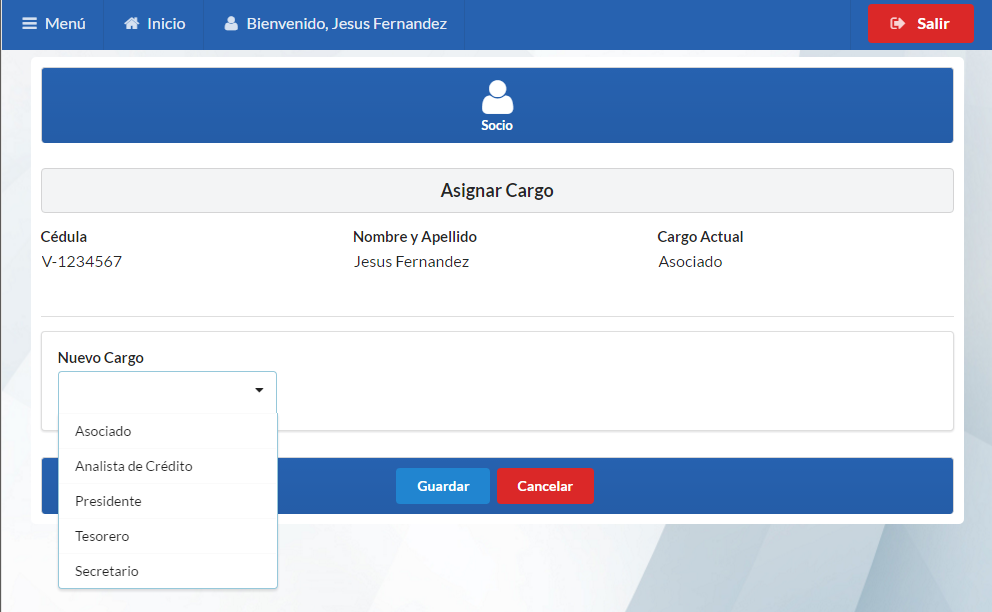 Menú Inicio Bienvenido, Jesus Fernandez Salir
Socio
Asignar Cargo
Cédula Nombre y Apellido Cargo Actual
V-1234567 Jesus Fernandez Asociado
Nuevo Cargo
Asociado
Analista de Crédito
Presidente
Tesorero
Secretario
Guardar Cancelar